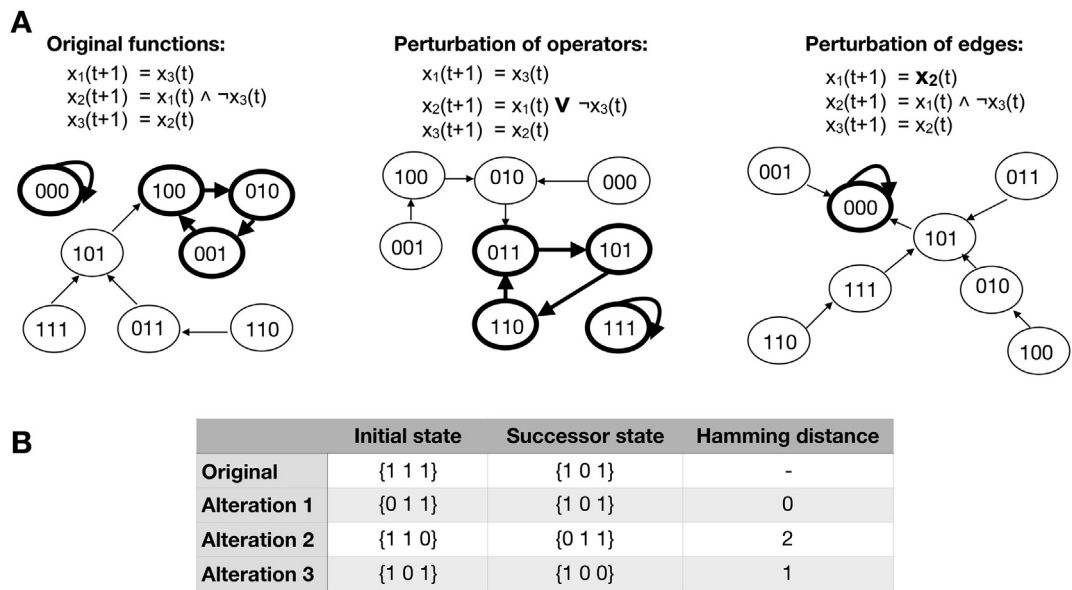 A
Original functions:
x₁(t+1) = x₃(t)
x₂(t+1) = x₁(t) ∧ ¬x₃(t)
x₃(t+1) = x₂(t)
000
100
010
001
101
111
011
110
Perturbation of operators:
x₁(t+1) = x₃(t)
x₂(t+1) = x₁(t) V ¬x₃(t)
x₃(t+1) = x₂(t)
100
010
000
001
011
101
110
111
Perturbation of edges:
x₁(t+1) = x₂(t)
x₂(t+1) = x₁(t) ∧ ¬x₃(t)
x₃(t+1) = x₂(t)
001
000
011
101
111
010
110
100
B
Initial state Successor state Hamming distance
Original {1 1 1} {1 0 1} -
Alteration 1 {0 1 1} {1 0 1} 0
Alteration 2 {1 1 0} {0 1 1} 2
Alteration 3 {1 0 1} {1 0 0} 1